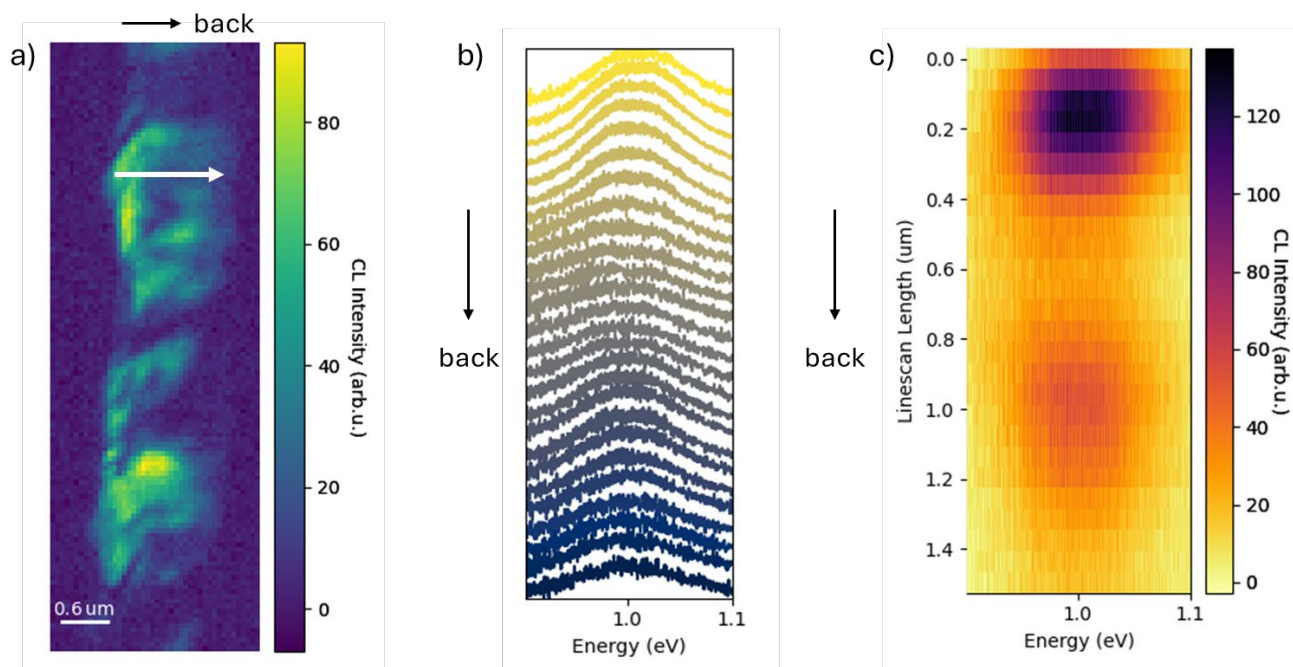 back
a)
80
60
40
20
0
CL Intensity (arb.u.)
0.6 um
b)
back
1.0
1.1
Energy (eV)
c)
back
0.0
0.2
0.4
0.6
0.8
1.0
1.2
1.4
Linescan Length (um)
1.0
1.1
Energy (eV)
120
100
80
60
40
20
0
CL Intensity (arb.u.)